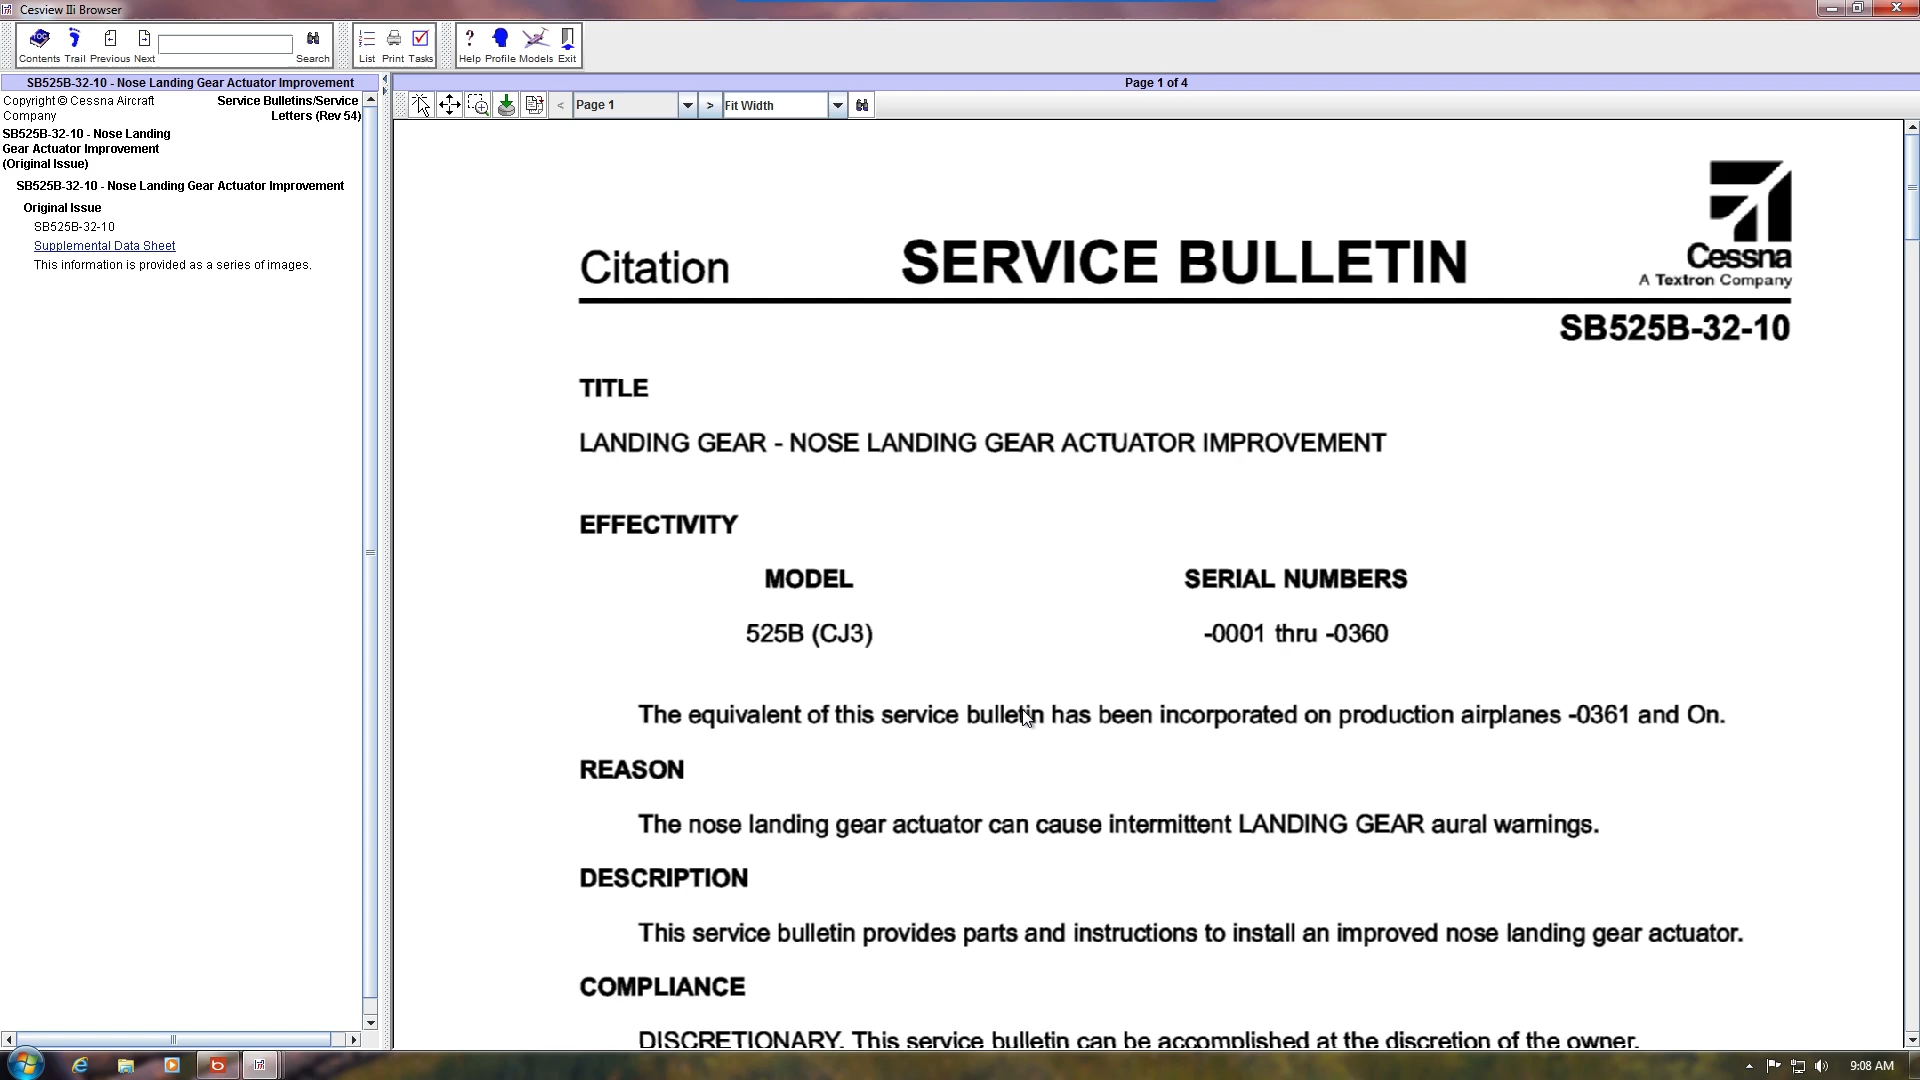 Cesview IIi Browser
TOC
Contents Trail Previous Next Search List Print Tasks Help Profile Models Exit
SB525B-32-10 - Nose Landing Gear Actuator Improvement
Page 1 of 4
Copyright © Cessna Aircraft Company
Service Bulletins/Service Letters (Rev 54)
SB525B-32-10 - Nose Landing
Gear Actuator Improvement
(Original Issue)
SB525B-32-10 - Nose Landing Gear Actuator Improvement
Original Issue
SB525B-32-10
Supplemental Data Sheet
This information is provided as a series of images.
< Page 1 > Fit Width
Citation
SERVICE BULLETIN
Cessna
A Textron Company
SB525B-32-10
TITLE
LANDING GEAR - NOSE LANDING GEAR ACTUATOR IMPROVEMENT
EFFECTIVITY
MODEL SERIAL NUMBERS
525B (CJ3) -0001 thru -0360
The equivalent of this service bulletin has been incorporated on production airplanes -0361 and On.
REASON
The nose landing gear actuator can cause intermittent LANDING GEAR aural warnings.
DESCRIPTION
This service bulletin provides parts and instructions to install an improved nose landing gear actuator.
COMPLIANCE
DISCRETIONARY. This service bulletin can be accomplished at the discretion of the owner.
9:08 AM